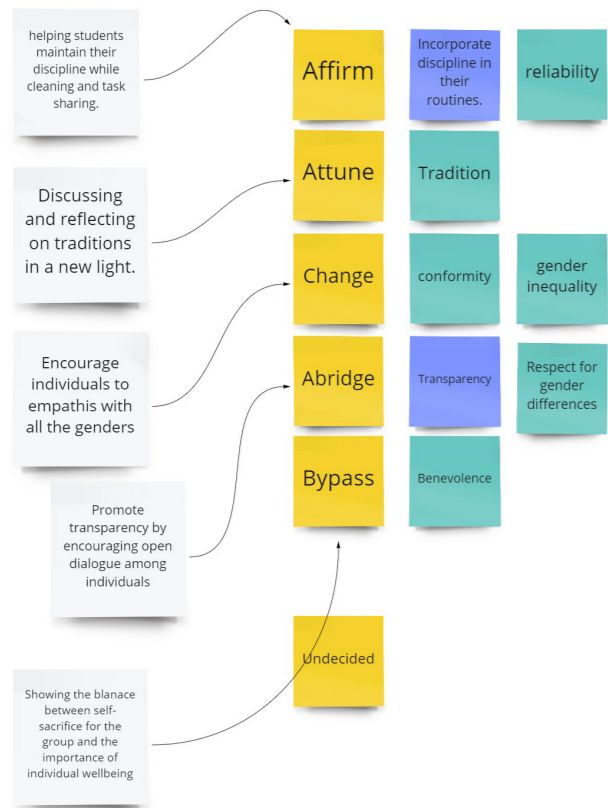 helping students
maintain their
discipline while
cleaning and task
sharing.
Affirm
Incorporate
discipline in
their
routines.
reliability
Discussing
and reflecting
on traditions
in a new light.
Attune
Tradition
Change
conformity
gender
inequality
Encourage
individuals to
empathis with
all the genders
Abridge
Transparency
Respect for
gender
differences
Promote
transparency by
encouraging open
dialogue among
individuals
Bypass
Benevolence
Undecided
Showing the blanace
between self-
sacrifice for the
group and the
importance of
individual wellbeing